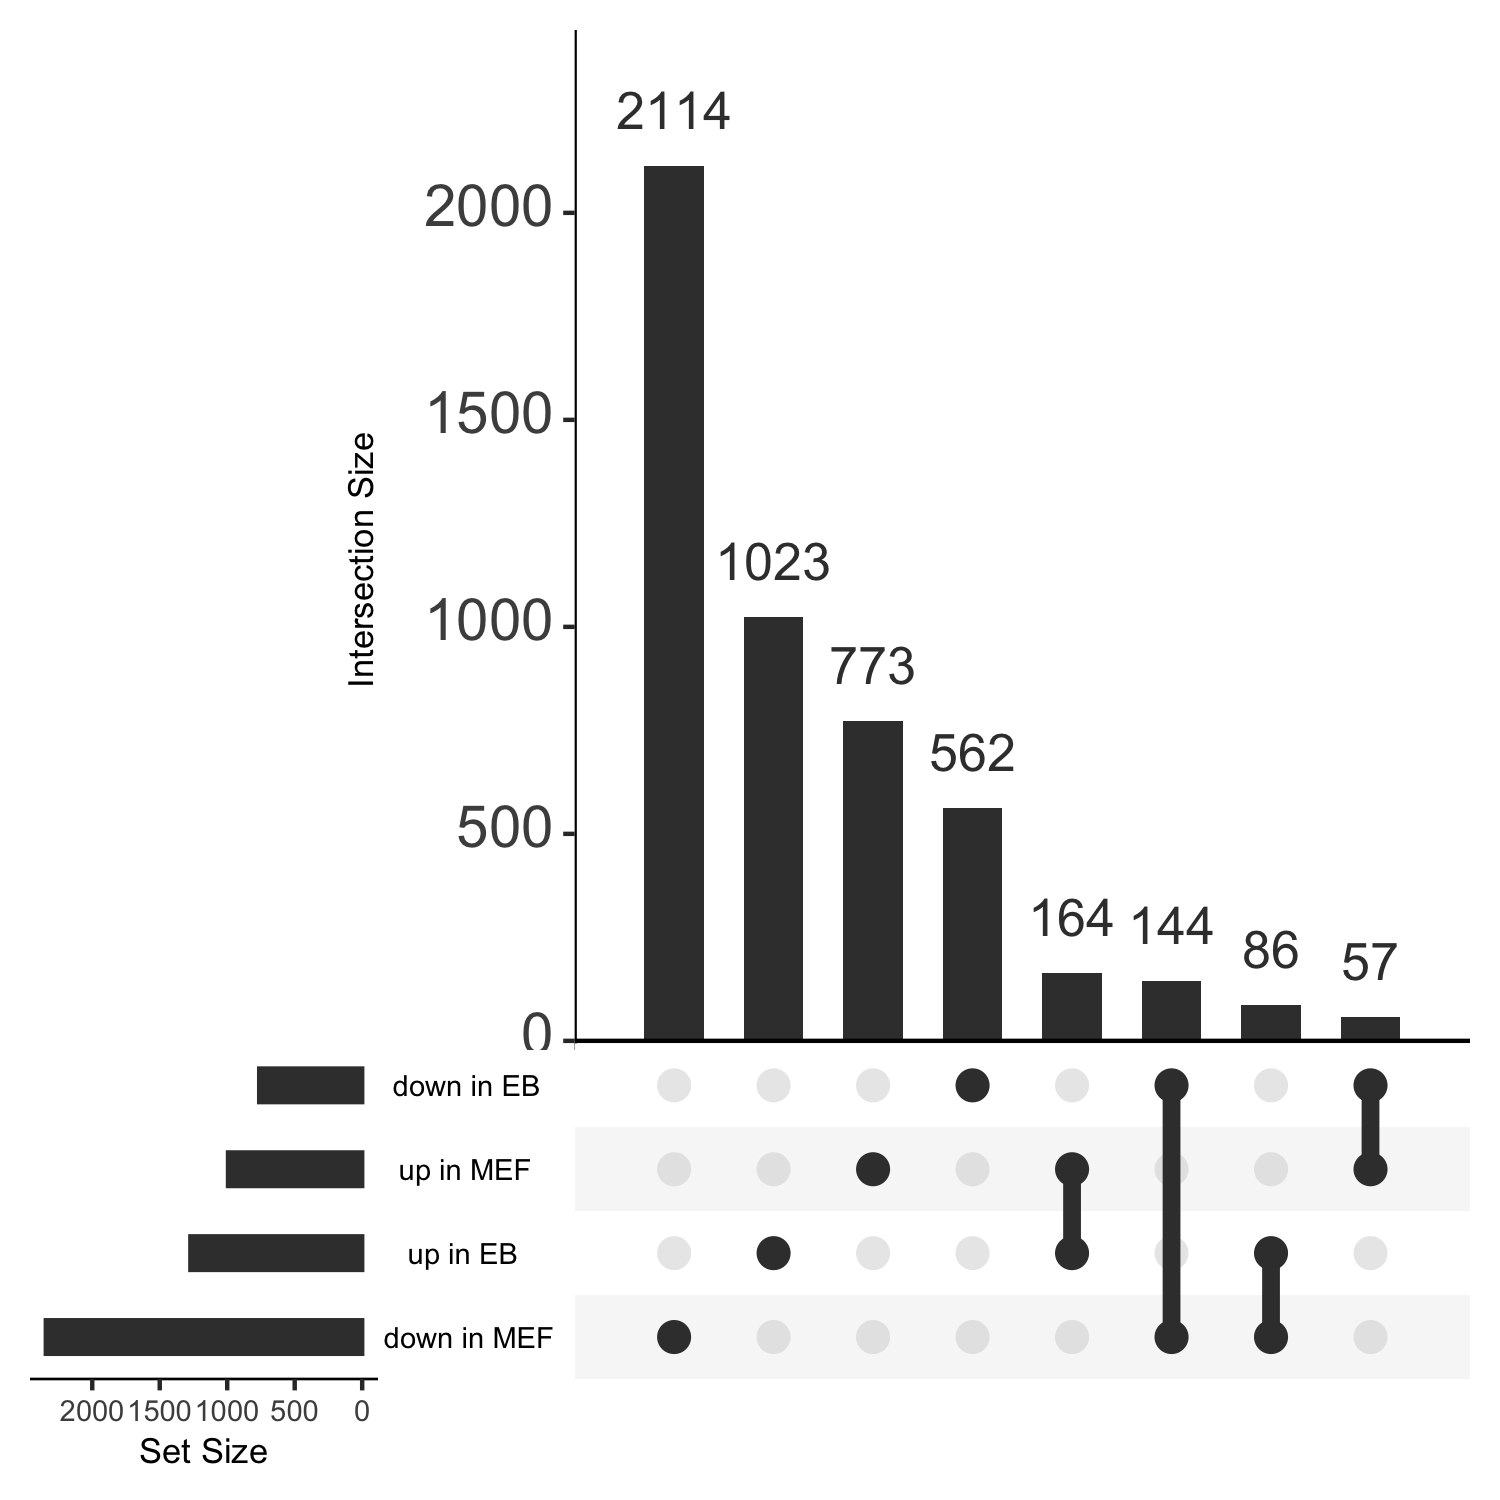 2114
2000
1500
Intersection Size
1023
1000
773
562
500
164 144 86 57
0
down in EB
up in MEF
up in EB
down in MEF
2000 1500 1000 500 0
Set Size